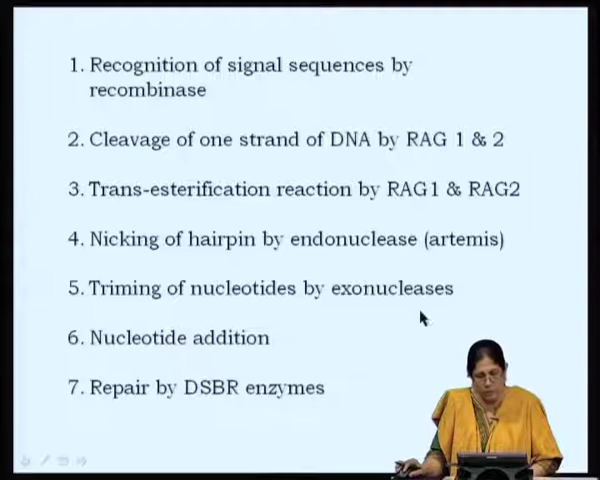 1. Recognition of signal sequences by
recombinase
2. Cleavage of one strand of DNA by RAG 1 & 2
3. Trans-esterification reaction by RAG1 & RAG2
4. Nicking of hairpin by endonuclease (artemis)
5. Triming of nucleotides by exonucleases
6. Nucleotide addition
7. Repair by DSBR enzymes